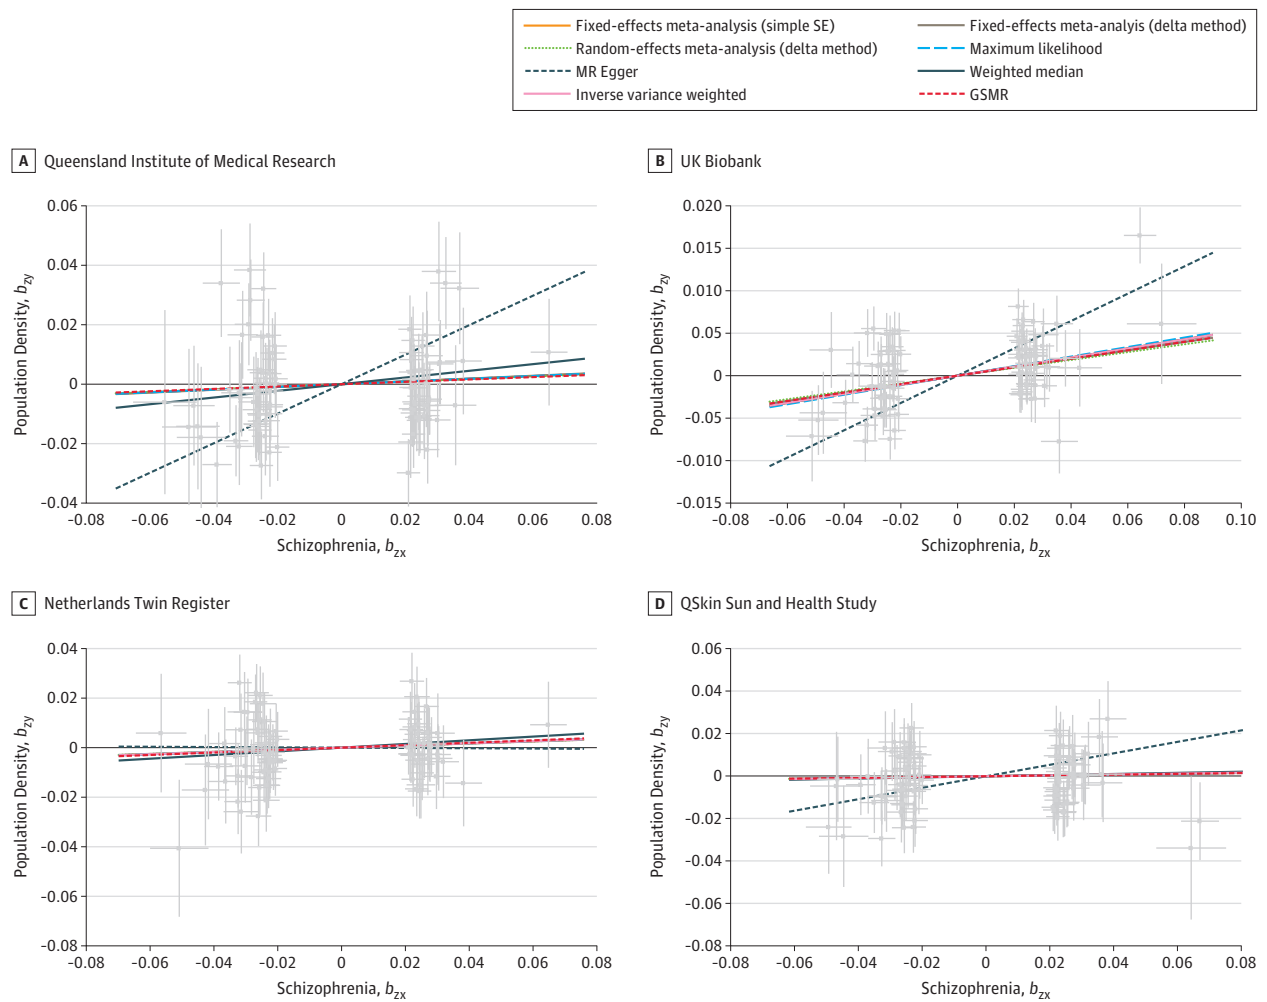 Fixed-effects meta-analysis (simple SE)
Fixed-effects meta-analyis (delta method)
Random-effects meta-analysis (delta method)
Maximum likelihood
MR Egger
Weighted median
Inverse variance weighted
GSMR
A Queensland Institute of Medical Research
0.06
0.04
0.02
0
-0.02
-0.04
-0.08 -0.06 -0.04 -0.02 0 0.02 0.04 0.06 0.08
Population Density, bzy
Schizophrenia, bzx
B UK Biobank
0.020
0.015
0.010
0.005
0
-0.005
-0.010
-0.015
-0.08 -0.06 -0.04 -0.02 0 0.02 0.04 0.06 0.08 0.10
Population Density, bzy
Schizophrenia, bzx
C Netherlands Twin Register
0.04
0.02
0
-0.02
-0.04
-0.06
-0.08
-0.08 -0.06 -0.04 -0.02 0 0.02 0.04 0.06 0.08
Population Density, bzy
Schizophrenia, bzx
D QSkin Sun and Health Study
0.06
0.04
0.02
0
-0.02
-0.04
-0.06
-0.08
-0.08 -0.06 -0.04 -0.02 0 0.02 0.04 0.06 0.08
Population Density, bzy
Schizophrenia, bzx